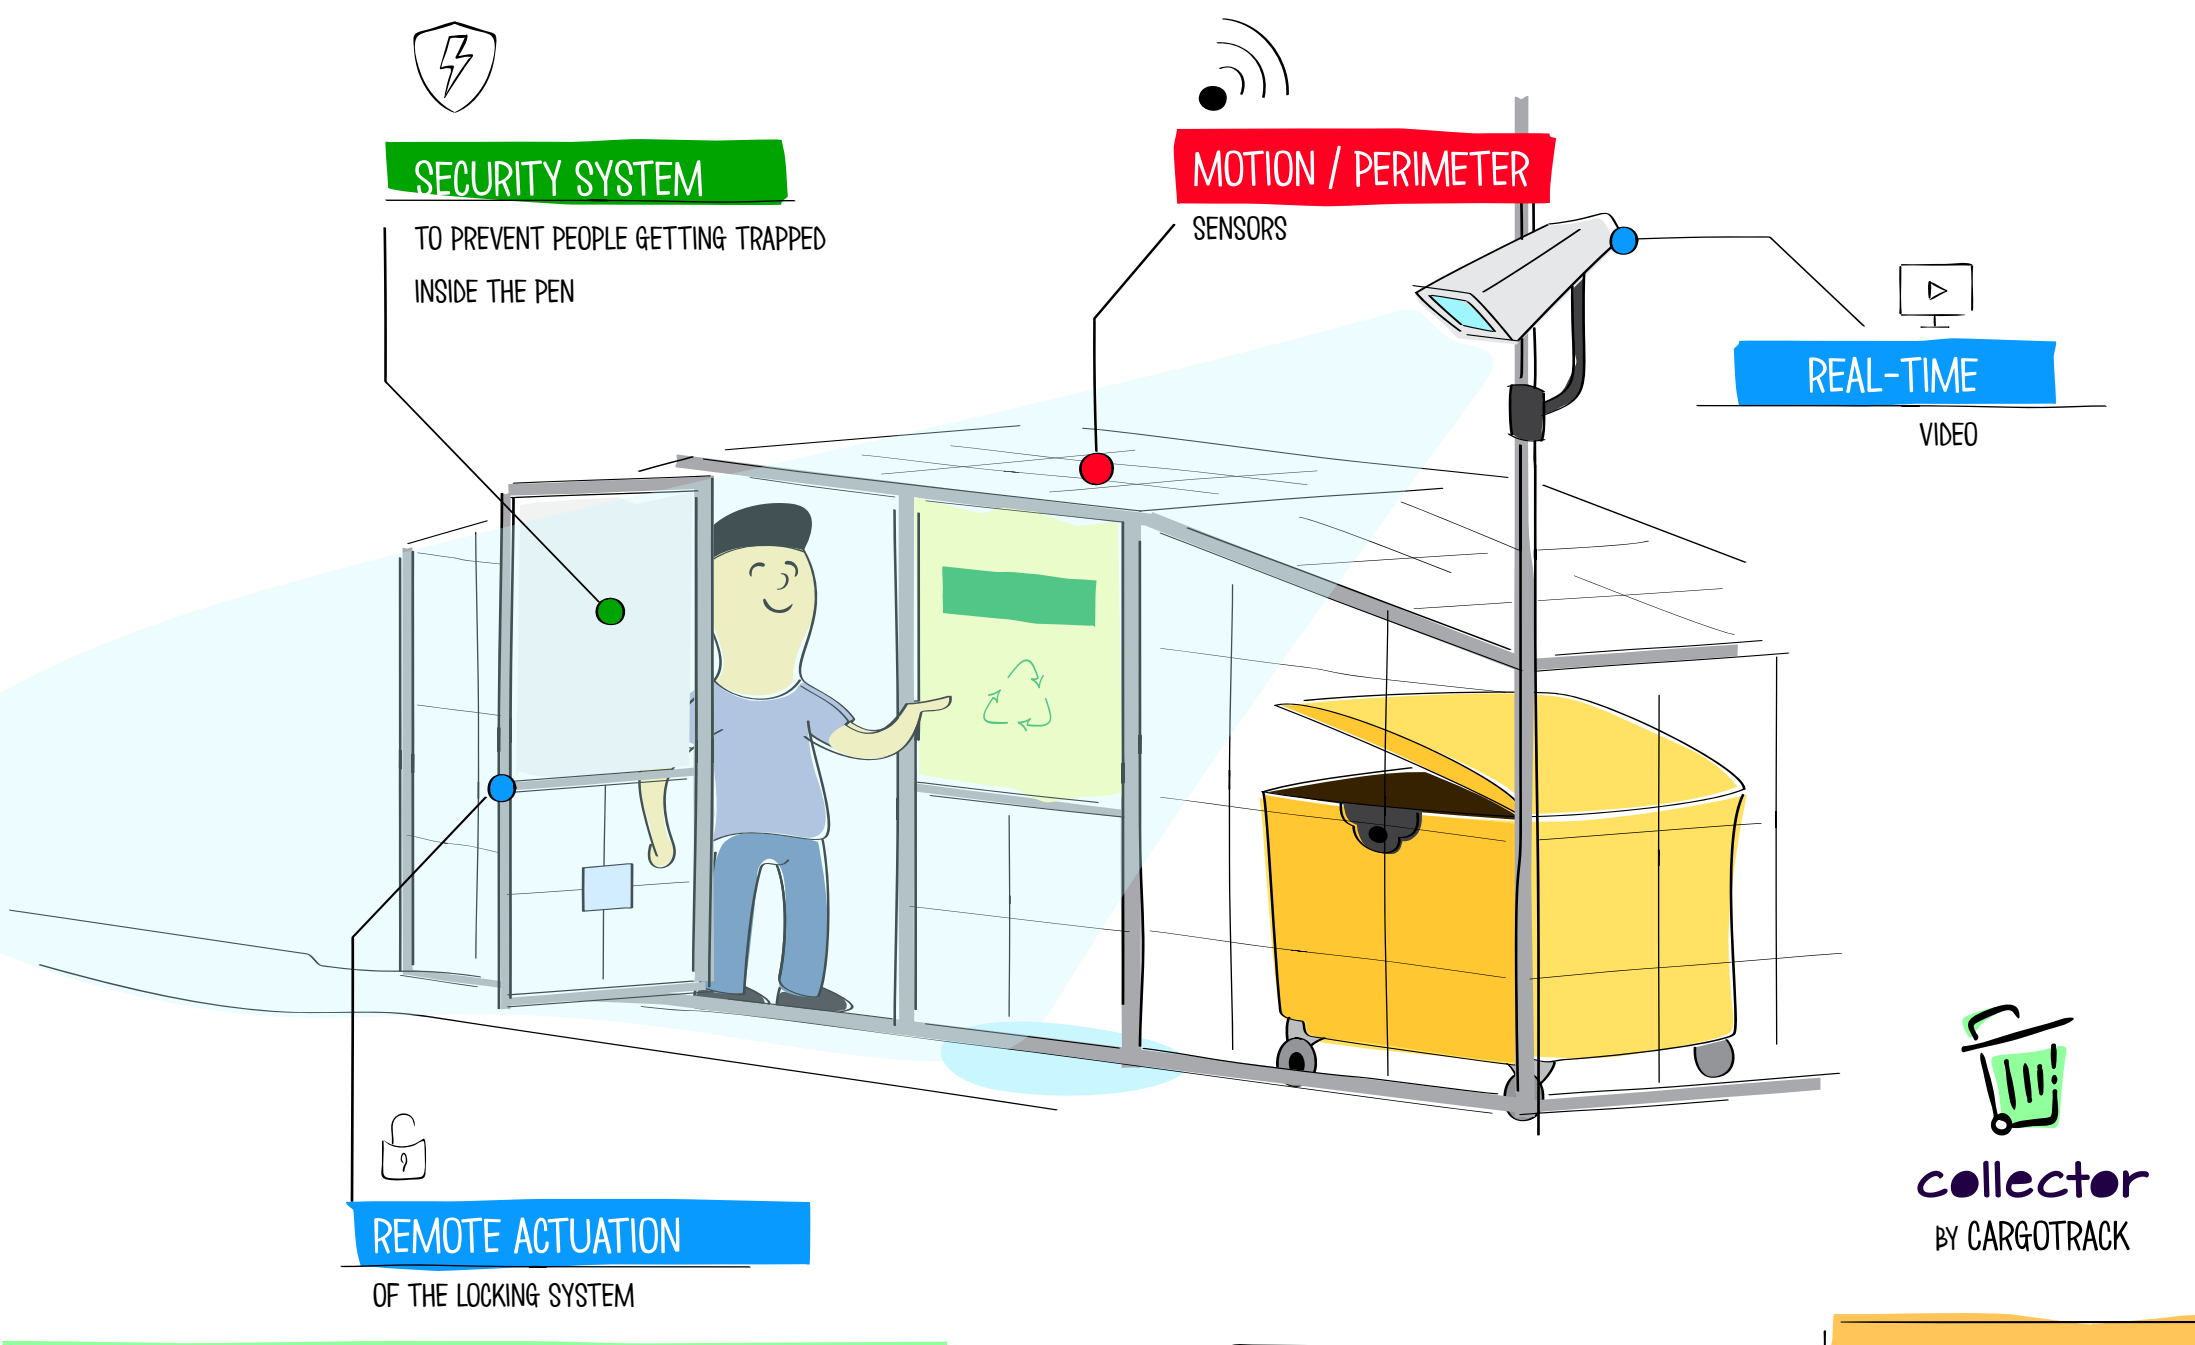 SECURITY SYSTEM
TO PREVENT PEOPLE GETTING TRAPPED
INSIDE THE PEN
MOTION / PERIMETER
SENSORS
REAL-TIME
VIDEO
REMOTE ACTUATION
OF THE LOCKING SYSTEM
collector
BY CARGOTRACK